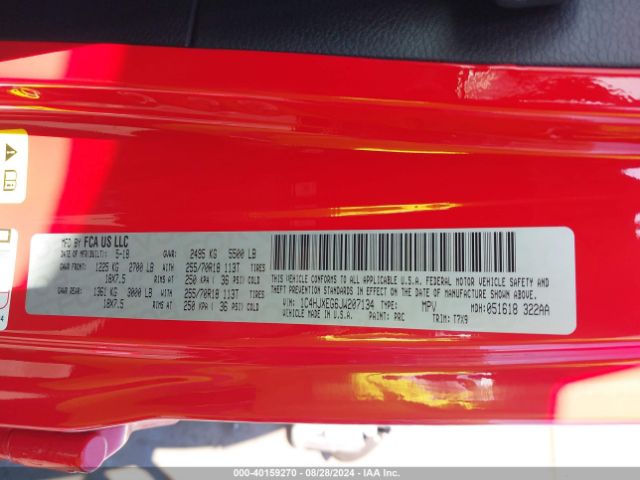 MFD BY FCA US LLC
DATE OF MFR(BUILT): 5-18 GVWR: 2495 KG 5500 LB
GAWR FRONT: 1225 KG 2700 LB WITH 255/70R18 113T TIRES
18X7.5 RIMS AT 250 KPA ( 36 PSI) COLD
GAWR REAR: 1361 KG 3000 LB WITH 255/70R18 113T TIRES
18X7.5 RIMS AT 250 KPA ( 36 PSI) COLD
THIS VEHICLE CONFORMS TO ALL APPLICABLE U.S.A. FEDERAL MOTOR VEHICLE SAFETY,
BUMPER, AND THEFT PREVENTION STANDARDS IN EFFECT ON THE DATE OF MANUFACTURE SHOWN ABOVE.
VIN: 1C4HJXEG6JW207134 TYPE: MPV MDH: 051618 322AA
VEHICLE MADE IN U.S.A. PAINT: PRC TRIM: T7X9
000-40159270 - 08/28/2024 - IAA Inc.